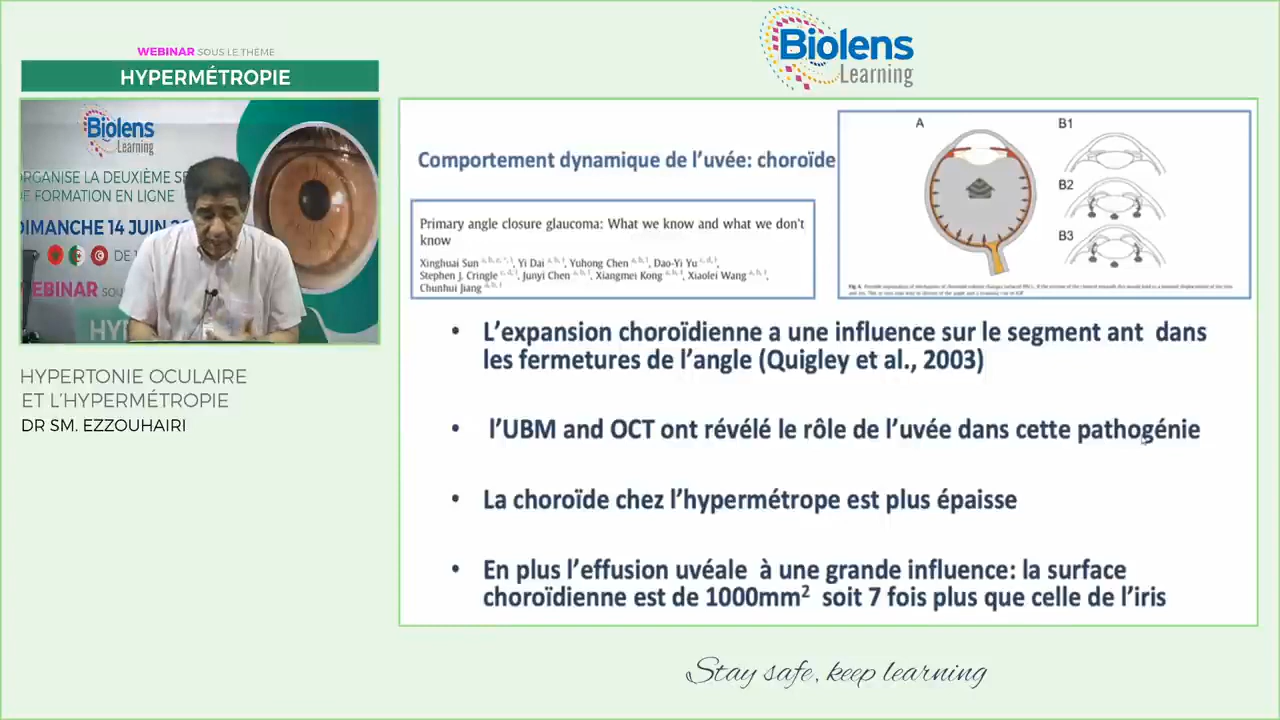 WEBINAR SOUS LE THÈME
HYPERMÉTROPIE
Biolens
Learning
Biolens
Learning
ORGANISE LA DEUXIÈME
DE FORMATION EN LIGNE
DIMANCHE 14 JUIN
WEBINAR
HYPERTONIE OCULAIRE
ET L'HYPERMÉTROPIE
DR SM. EZZOUHAIRI
Comportement dynamique de l'uvée: choroïde
Primary angle closure glaucoma: What we know and what we don't
know
Xinghuai Sun, Yi Dai, Yuhong Chen, Dao-Yi Yu,
Stephen J. Cringle, Junyi Chen, Xiangmei Kong, Xiaolei Wang,
Chunhui Jiang
A
B1
B2
B3
• L'expansion choroïdienne a une influence sur le segment ant dans
les fermetures de l'angle (Quigley et al., 2003)
• l'UBM and OCT ont révélé le rôle de l'uvée dans cette pathogénie
• La choroïde chez l'hypermétrope est plus épaisse
• En plus l'effusion uvéale à une grande influence: la surface
choroïdienne est de 1000mm² soit 7 fois plus que celle de l'iris
Stay safe, keep learning